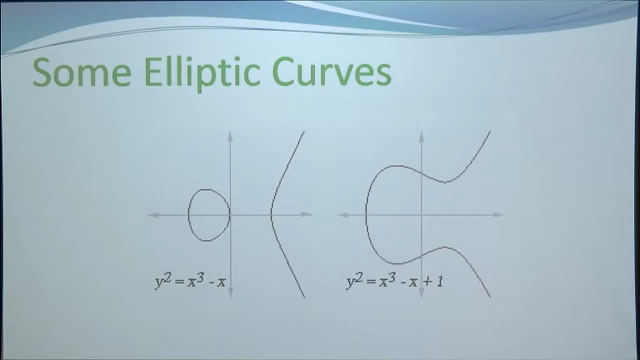 Some Elliptic Curves
y² = x³ - x
y² = x³ - x + 1